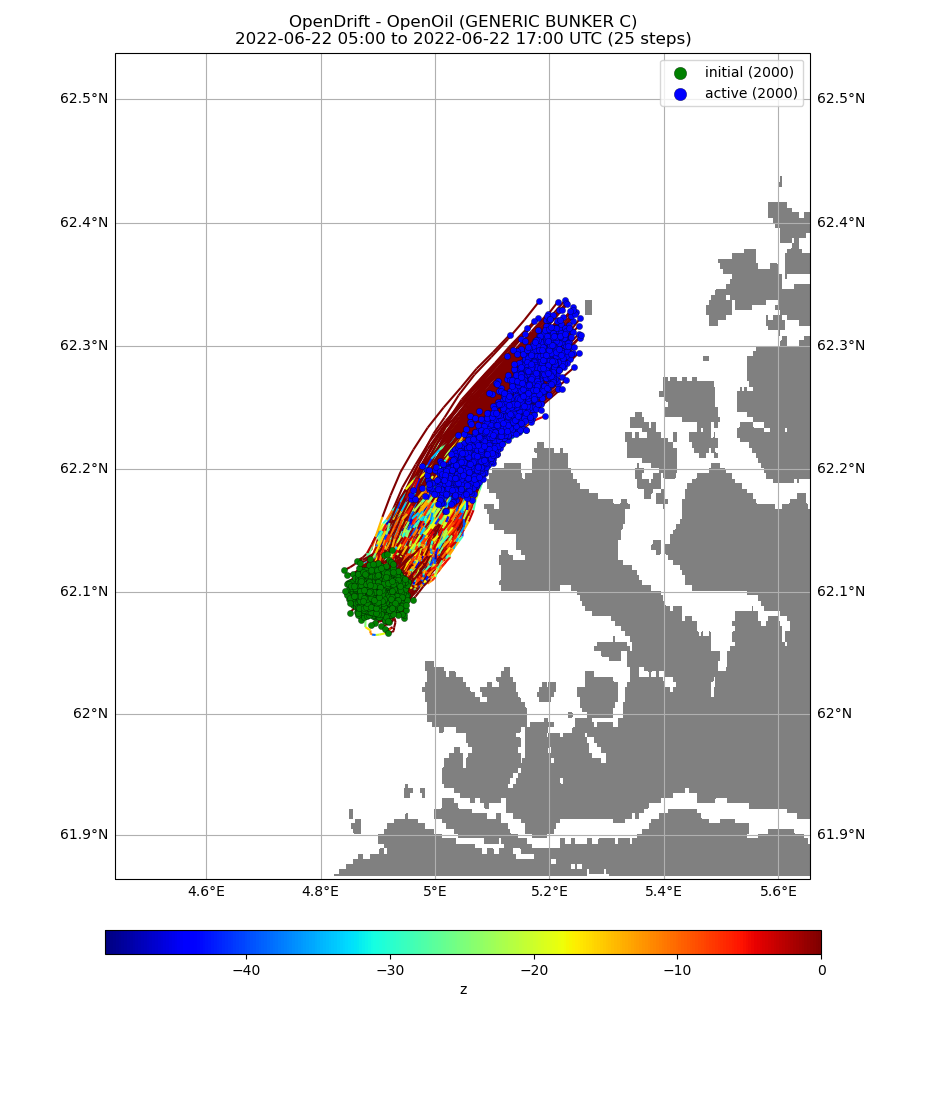 OpenDrift - OpenOil (GENERIC BUNKER C)
2022-06-22 05:00 to 2022-06-22 17:00 UTC (25 steps)
initial (2000)
active (2000)
62.5°N 62.5°N
62.4°N 62.4°N
62.3°N 62.3°N
62.2°N 62.2°N
62.1°N 62.1°N
62°N 62°N
61.9°N 61.9°N
4.6°E 4.8°E 5°E 5.2°E 5.4°E 5.6°E
−40 −30 −20 −10 0
z